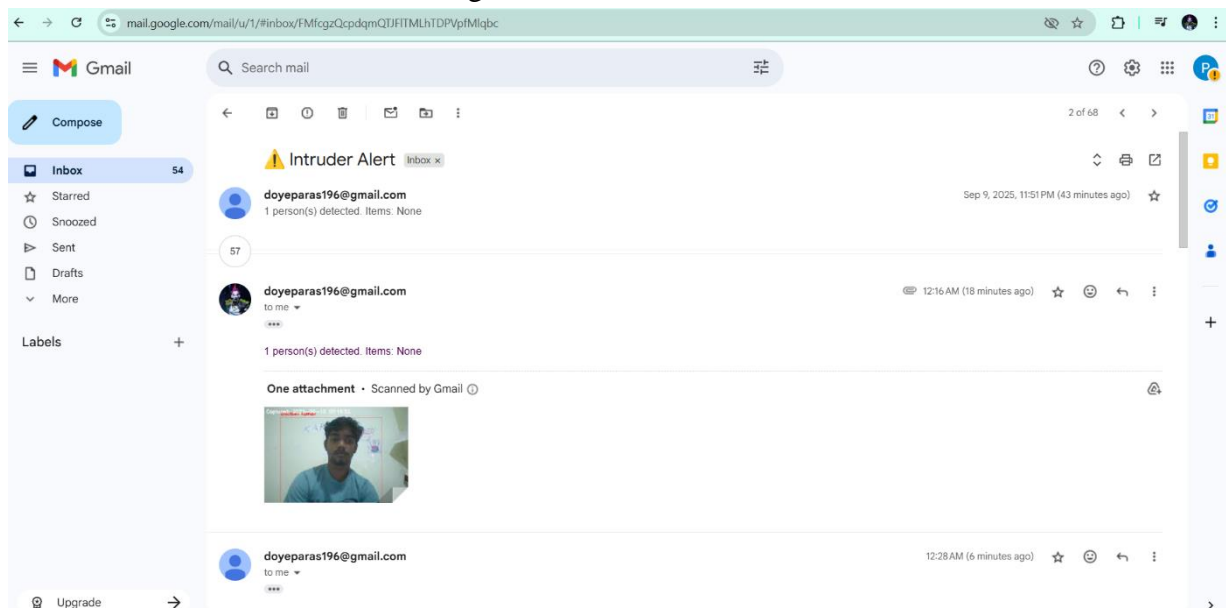 mail.google.com/mail/u/1/#inbox/FMfcgzQcpdqmQTJFlTMLhTDPVpfMlqbc
Gmail
Search mail
Compose
2 of 68
Intruder Alert
Inbox ×
Inbox 54
doyeparas196@gmail.com
Sep 9, 2025, 11:51 PM (43 minutes ago)
1 person(s) detected. Items: None
Starred
Snoozed
Sent
57
Drafts
doyeparas196@gmail.com
12:16 AM (18 minutes ago)
More
to me
Labels +
1 person(s) detected. Items: None
One attachment • Scanned by Gmail
doyeparas196@gmail.com
12:28 AM (6 minutes ago)
to me
Upgrade